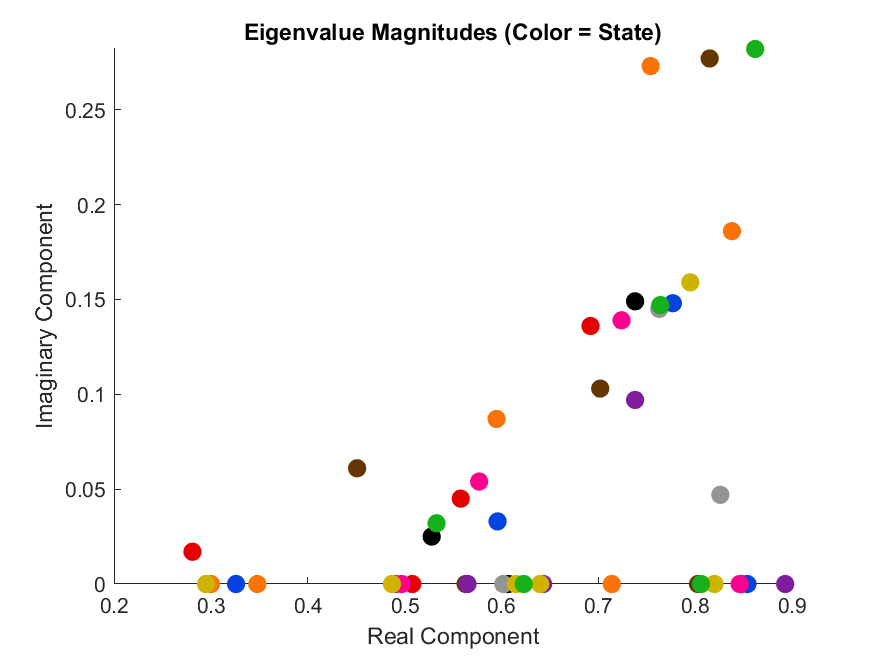 Eigenvalue Magnitudes (Color = State)
0.25
0.2
0.15
0.1
0.05
0
Imaginary Component
0.2 0.3 0.4 0.5 0.6 0.7 0.8 0.9
Real Component